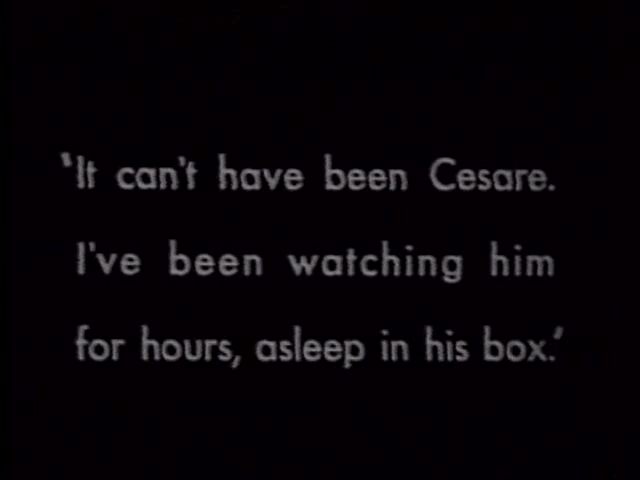 'It can't have been Cesare.
I've been watching him
for hours, asleep in his box.'